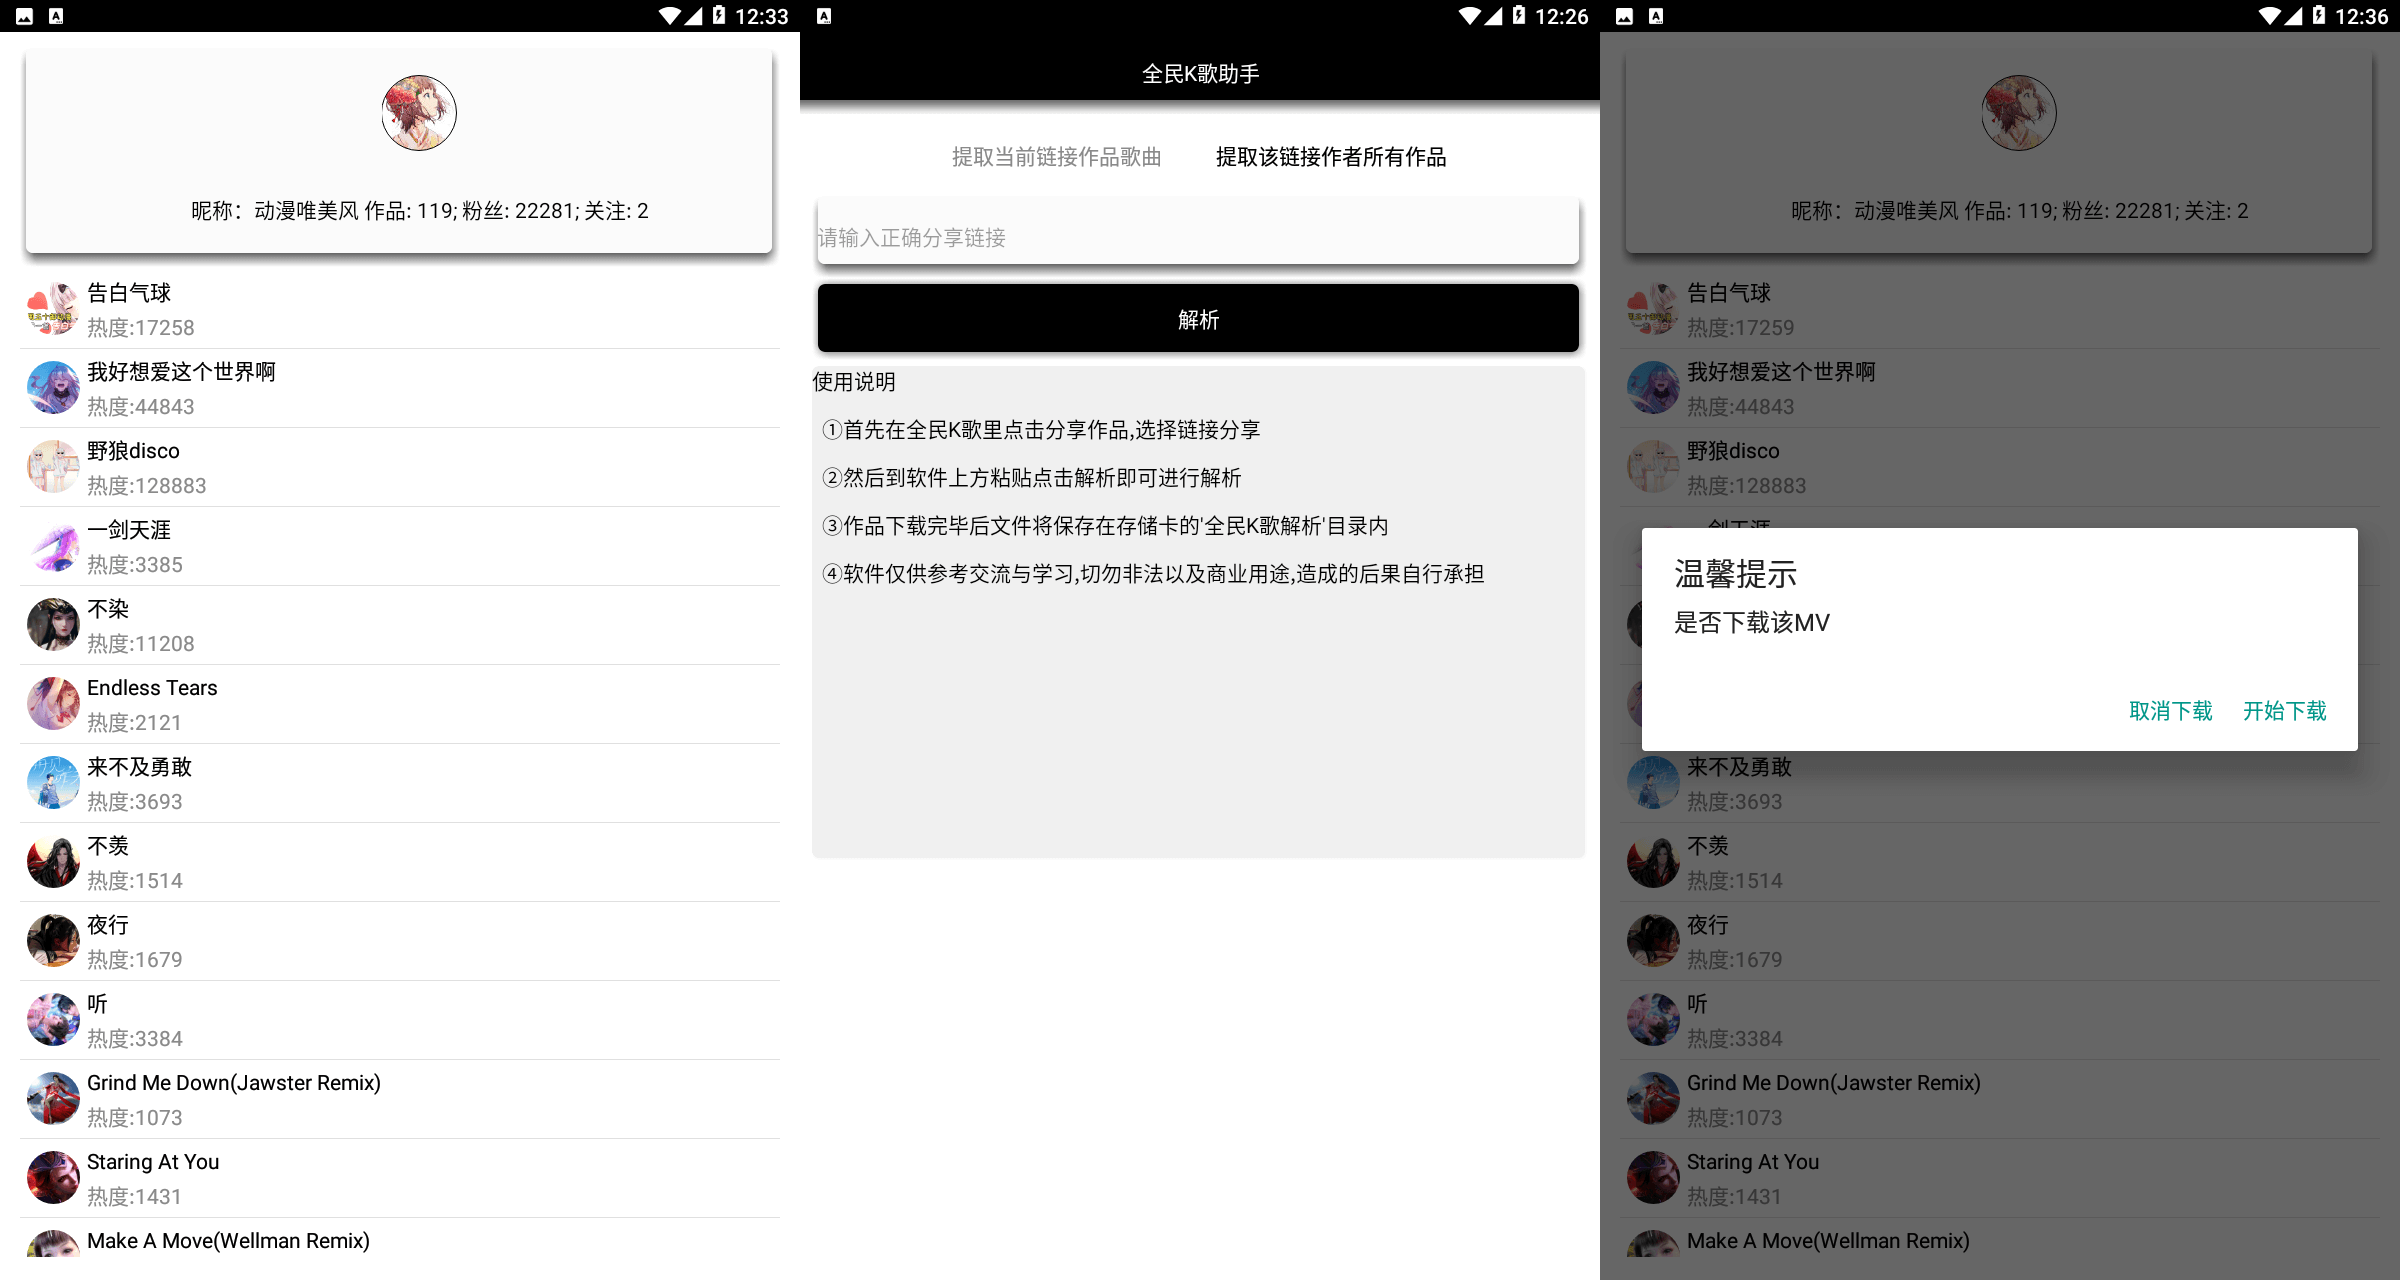 12:33
昵称：动漫唯美风 作品: 119; 粉丝: 22281; 关注: 2
告白气球
热度:17258
我好想爱这个世界啊
热度:44843
野狼disco
热度:128883
一剑天涯
热度:3385
不染
热度:11208
Endless Tears
热度:2121
来不及勇敢
热度:3693
不羡
热度:1514
夜行
热度:1679
听
热度:3384
Grind Me Down(Jawster Remix)
热度:1073
Staring At You
热度:1431
Make A Move(Wellman Remix)
12:26
全民K歌助手
提取当前链接作品歌曲 提取该链接作者所有作品
请输入正确分享链接
解析
使用说明
①首先在全民K歌里点击分享作品,选择链接分享
②然后到软件上方粘贴点击解析即可进行解析
③作品下载完毕后文件将保存在存储卡的'全民K歌解析'目录内
④软件仅供参考交流与学习,切勿非法以及商业用途,造成的后果自行承担
12:36
昵称：动漫唯美风 作品: 119; 粉丝: 22281; 关注: 2
告白气球
热度:17259
我好想爱这个世界啊
热度:44843
野狼disco
热度:128883
温馨提示
是否下载该MV
取消下载 开始下载
来不及勇敢
热度:3693
不羡
热度:1514
夜行
热度:1679
听
热度:3384
Grind Me Down(Jawster Remix)
热度:1073
Staring At You
热度:1431
Make A Move(Wellman Remix)